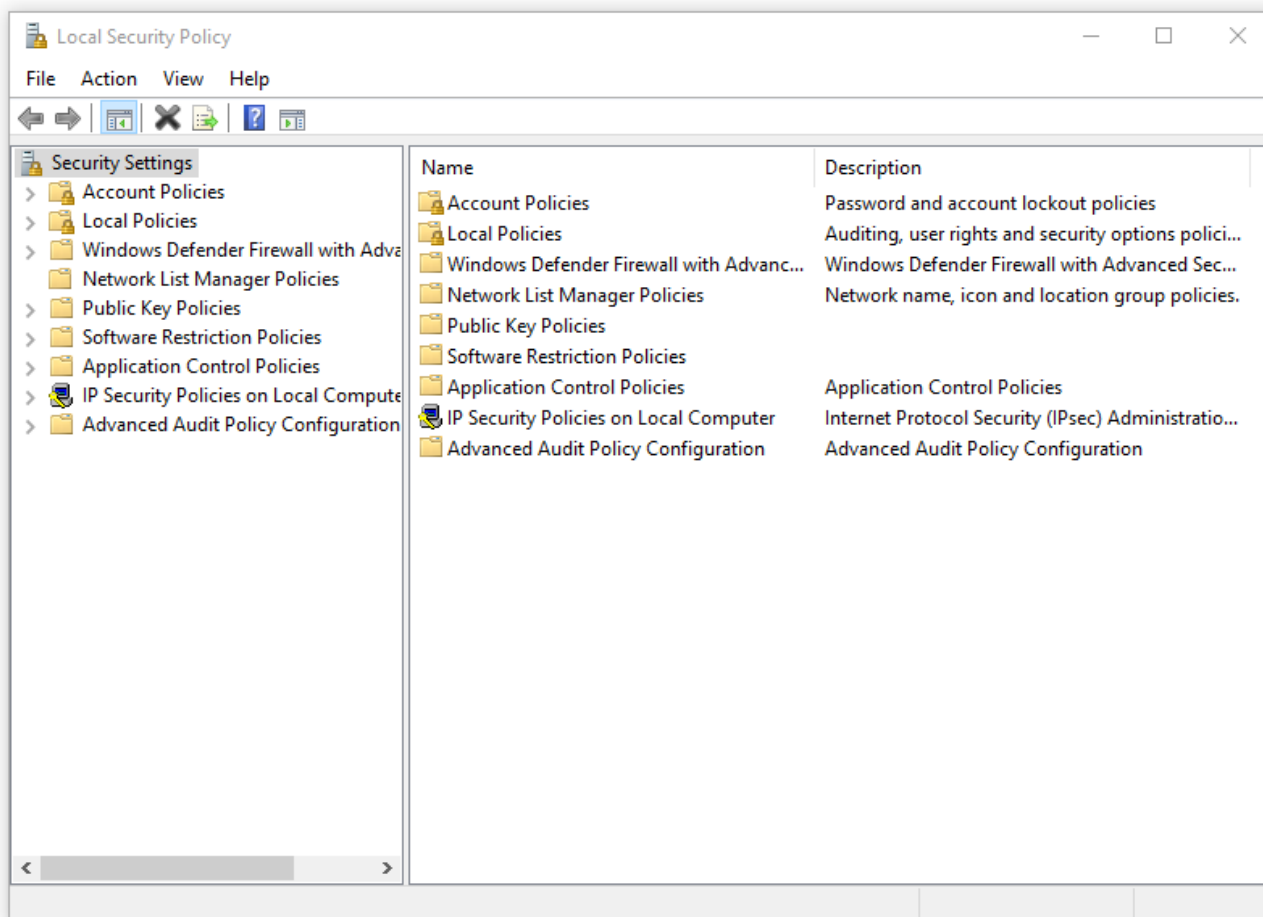 Local Security Policy
File Action View Help
Security Settings
Account Policies
Local Policies
Windows Defender Firewall with Adva
Network List Manager Policies
Public Key Policies
Software Restriction Policies
Application Control Policies
IP Security Policies on Local Compute
Advanced Audit Policy Configuration
Name Description
Account Policies Password and account lockout policies
Local Policies Auditing, user rights and security options polici...
Windows Defender Firewall with Advanc... Windows Defender Firewall with Advanced Sec...
Network List Manager Policies Network name, icon and location group policies.
Public Key Policies
Software Restriction Policies
Application Control Policies Application Control Policies
IP Security Policies on Local Computer Internet Protocol Security (IPsec) Administratio...
Advanced Audit Policy Configuration Advanced Audit Policy Configuration